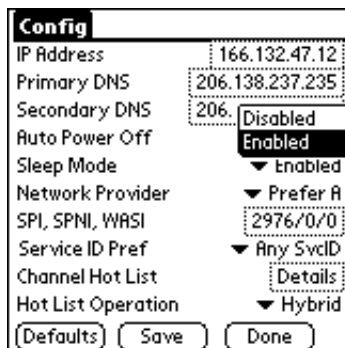 Config
IP Address 166.132.47.12
Primary DNS 206.138.237.235
Secondary DNS 206.
Disabled
Auto Power Off Enabled
Sleep Mode Enabled
Network Provider Prefer A
SPI, SPNI, WASI 2976/0/0
Service ID Pref Any SvcID
Channel Hot List Details
Hot List Operation Hybrid
Defaults Save Done